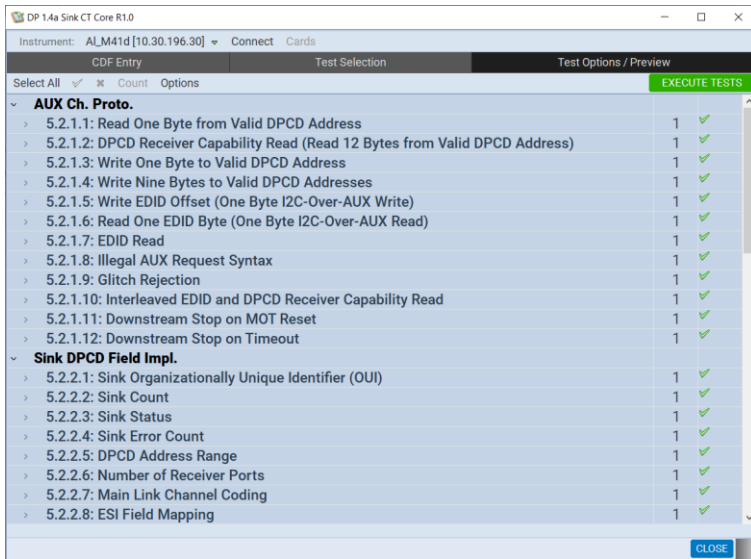 DP 1.4a Sink CT Core R1.0
Instrument: Al_M41d [10.30.196.30] Connect Cards
CDF Entry Test Selection Test Options / Preview
Select All Count Options EXECUTE TESTS
AUX Ch. Proto.
5.2.1.1: Read One Byte from Valid DPCD Address 1
5.2.1.2: DPCD Receiver Capability Read (Read 12 Bytes from Valid DPCD Address) 1
5.2.1.3: Write One Byte to Valid DPCD Address 1
5.2.1.4: Write Nine Bytes to Valid DPCD Addresses 1
5.2.1.5: Write EDID Offset (One Byte I2C-Over-AUX Write) 1
5.2.1.6: Read One EDID Byte (One Byte I2C-Over-AUX Read) 1
5.2.1.7: EDID Read 1
5.2.1.8: Illegal AUX Request Syntax 1
5.2.1.9: Glitch Rejection 1
5.2.1.10: Interleaved EDID and DPCD Receiver Capability Read 1
5.2.1.11: Downstream Stop on MOT Reset 1
5.2.1.12: Downstream Stop on Timeout 1
Sink DPCD Field Impl.
5.2.2.1: Sink Organizationally Unique Identifier (OUI) 1
5.2.2.2: Sink Count 1
5.2.2.3: Sink Status 1
5.2.2.4: Sink Error Count 1
5.2.2.5: DPCD Address Range 1
5.2.2.6: Number of Receiver Ports 1
5.2.2.7: Main Link Channel Coding 1
5.2.2.8: ESI Field Mapping 1
CLOSE